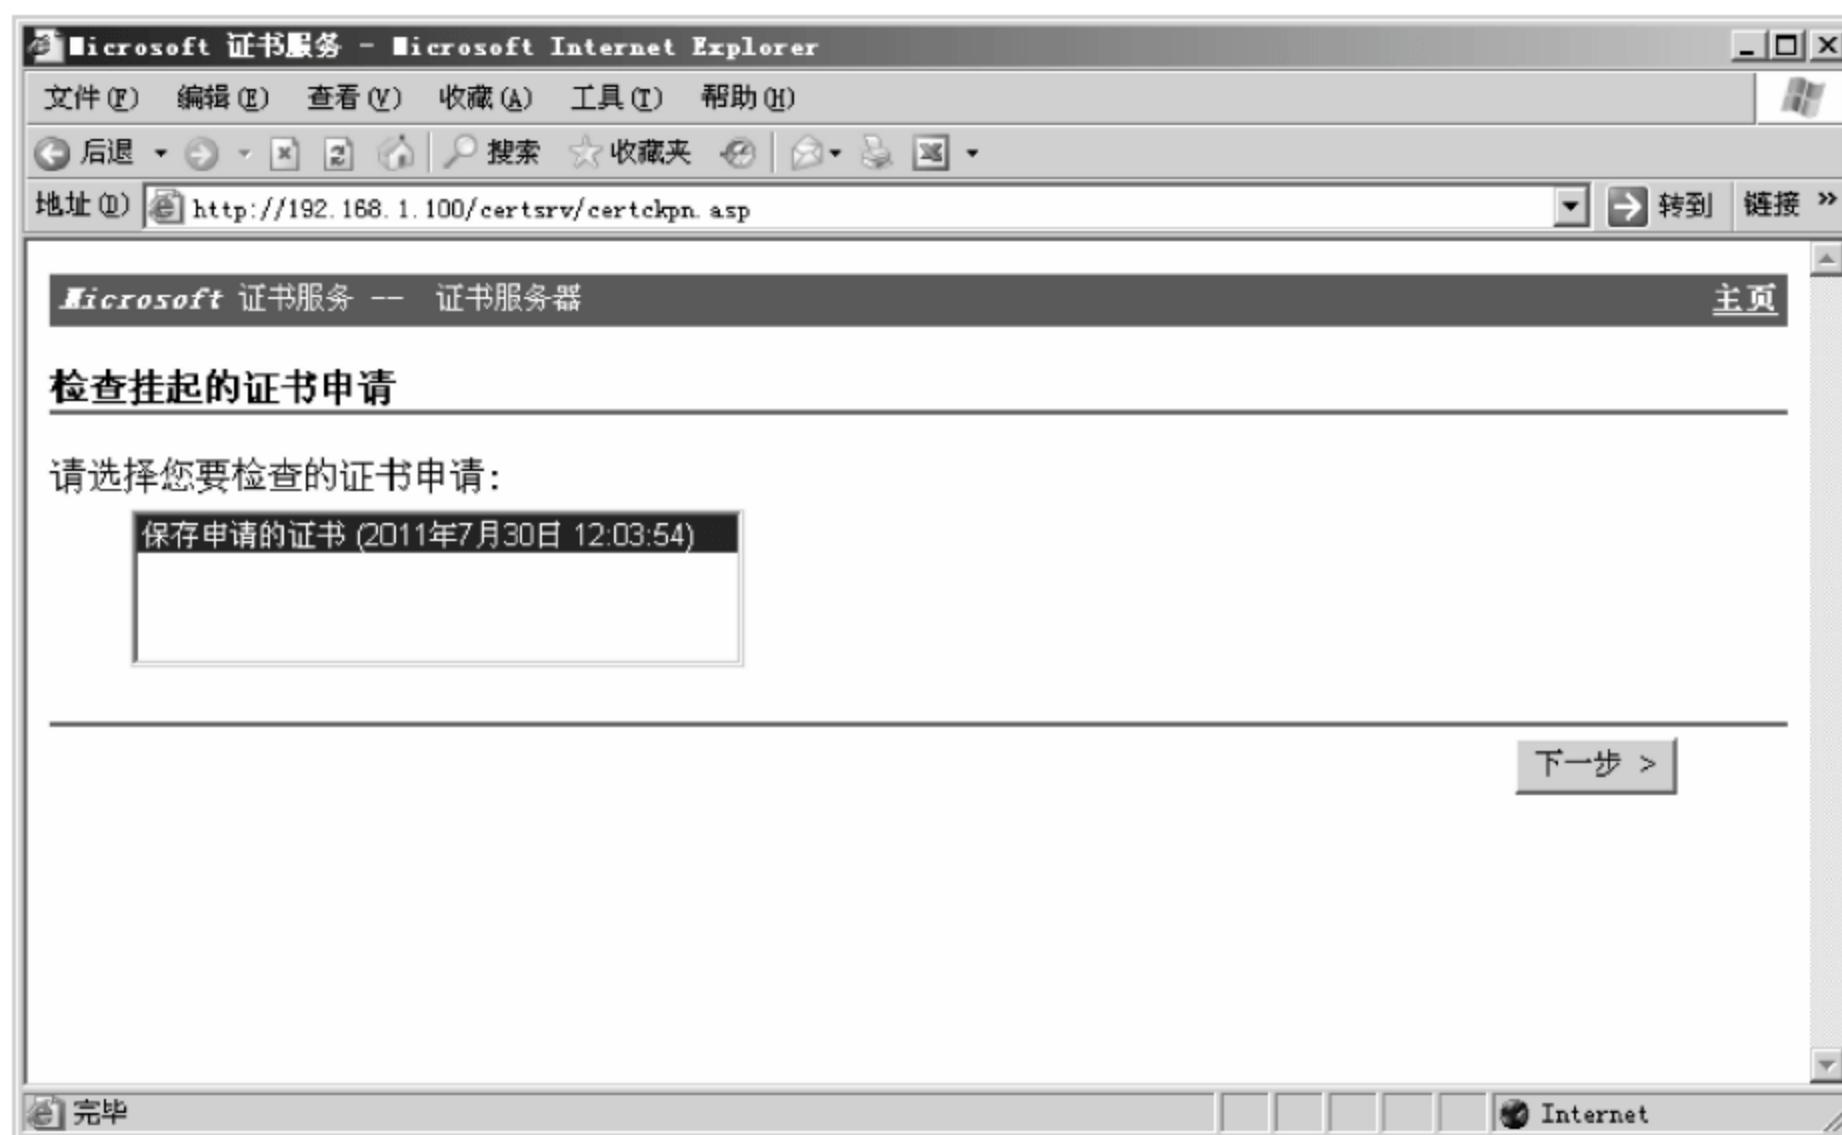 Microsoft 证书服务 - Microsoft Internet Explorer
文件(F) 编辑(E) 查看(V) 收藏(A) 工具(T) 帮助(H)
后退 搜索 收藏夹
地址(D) http://192.168.1.100/certsrv/certckpn.asp 转到 链接 »
Microsoft 证书服务 -- 证书服务器 主页
检查挂起的证书申请
请选择您要检查的证书申请:
保存申请的证书 (2011年7月30日 12:03:54)
下一步 >
完毕 Internet